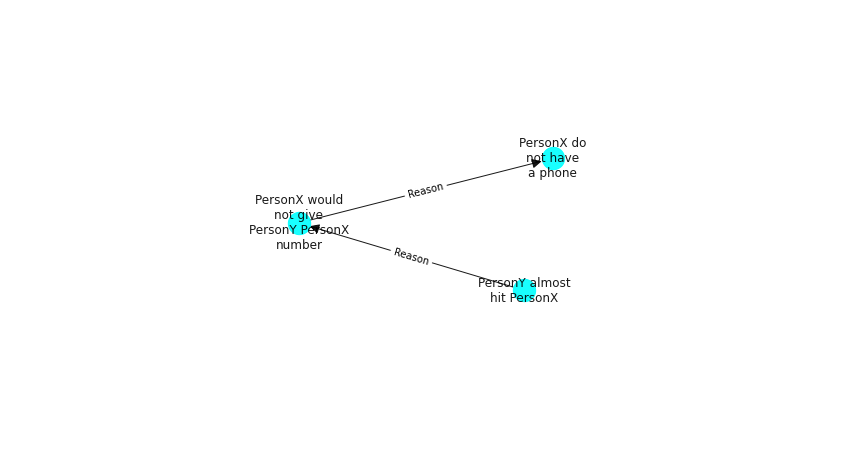 PersonX do
not have
a phone
Reason
PersonX would
not give
PersonY PersonX
number
Reason
PersonY almost
hit PersonX